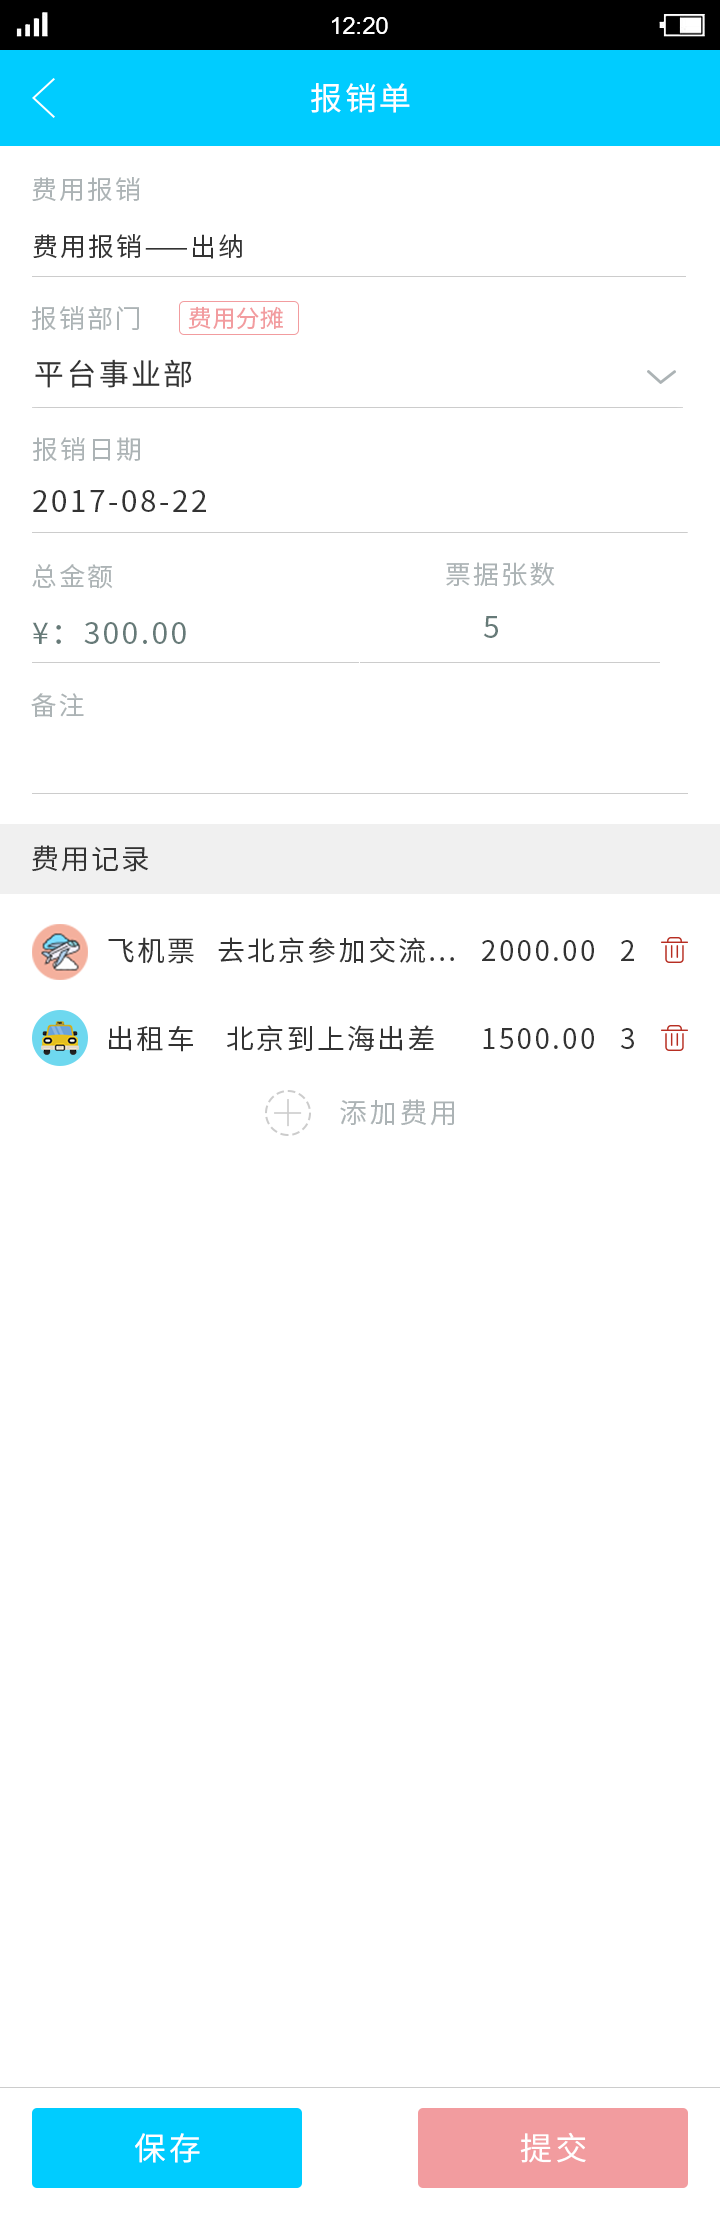 12:20
报销单
费用报销
费用报销——出纳
报销部门 费用分摊
平台事业部
报销日期
2017-08-22
总金额 票据张数
¥：300.00 5
备注
费用记录
飞机票 去北京参加交流... 2000.00 2
出租车 北京到上海出差 1500.00 3
添加费用
保存 提交